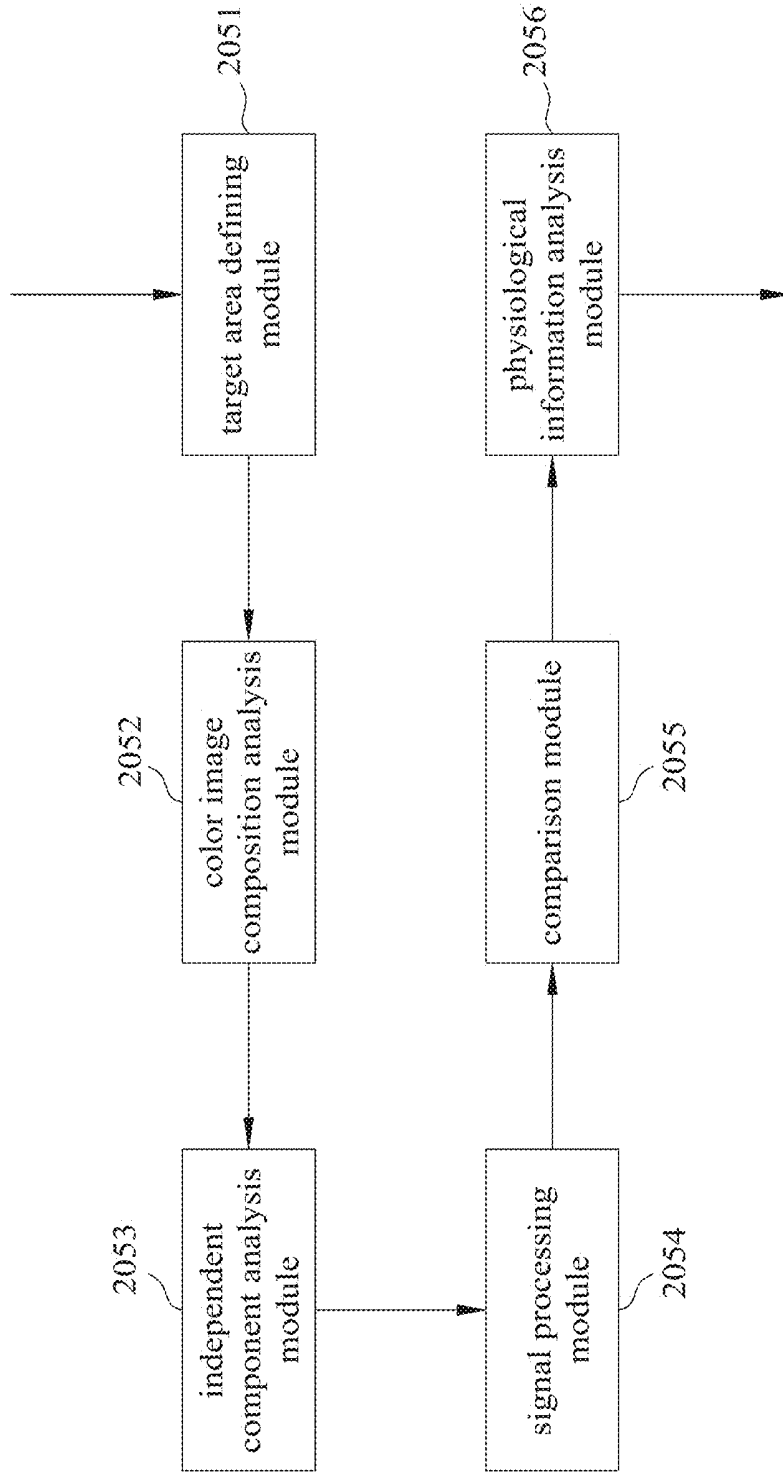 2051
target area defining
module
2052
color image
composition analysis
module
2053
independent
component analysis
module
signal processing
module
2054
comparison module
2055
physiological
information analysis
module
2056